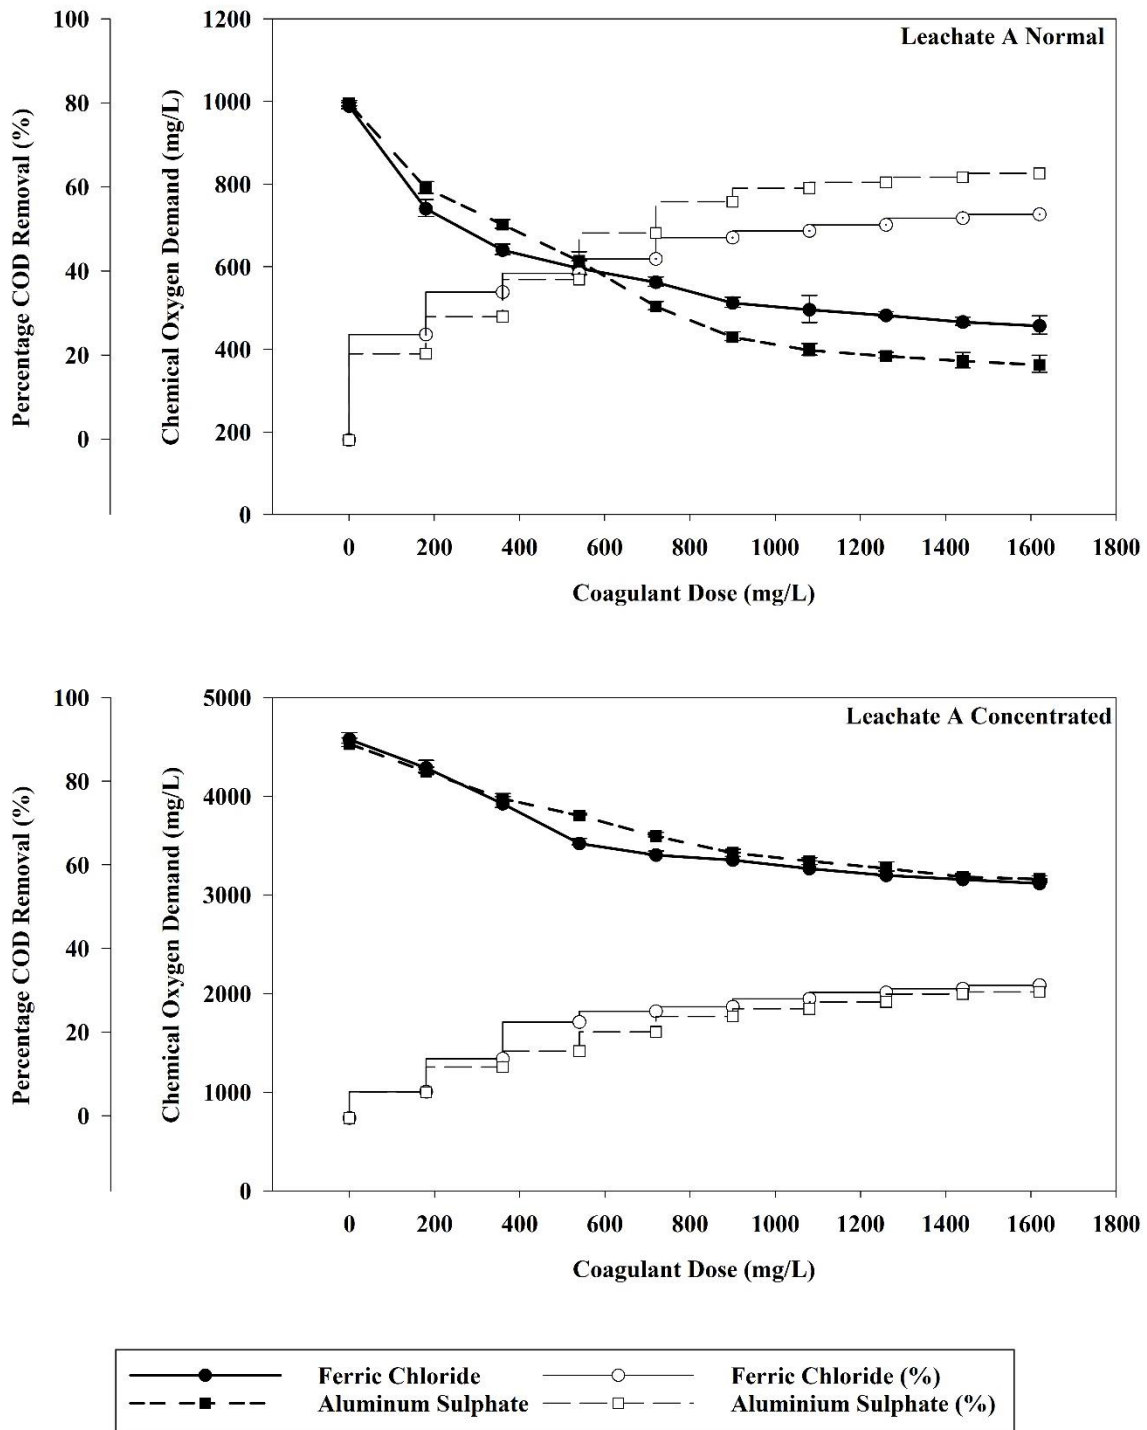 Leachate A Normal
Percentage COD Removal (%)
100
80
60
40
20
0
Chemical Oxygen Demand (mg/L)
1200
1000
800
600
400
200
0
0 200 400 600 800 1000 1200 1400 1600 1800
Coagulant Dose (mg/L)
Leachate A Concentrated
Percentage COD Removal (%)
100
80
60
40
20
0
Chemical Oxygen Demand (mg/L)
5000
4000
3000
2000
1000
0
0 200 400 600 800 1000 1200 1400 1600 1800
Coagulant Dose (mg/L)
Ferric Chloride
Ferric Chloride (%)
Aluminum Sulphate
Aluminium Sulphate (%)